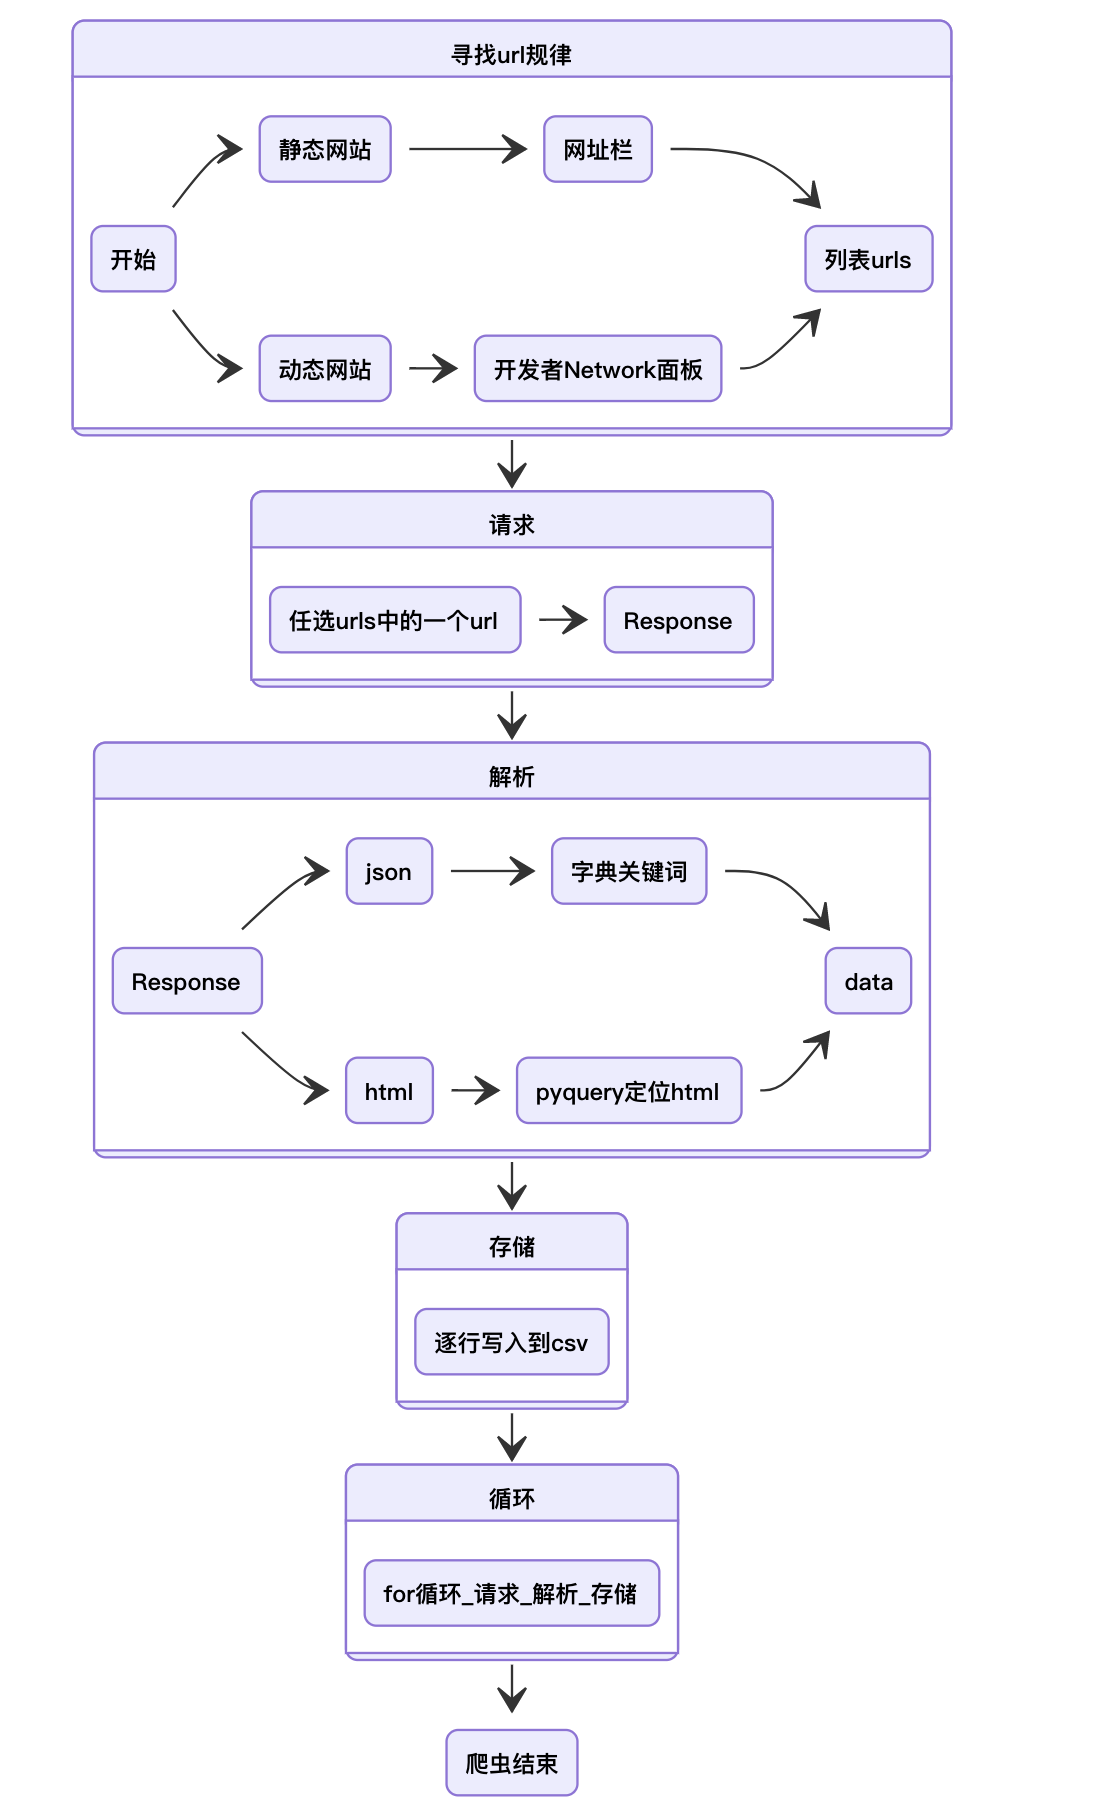 寻找url规律
静态网站
网址栏
开始
列表urls
动态网站
开发者Network面板
请求
任选urls中的一个url
Response
解析
json
字典关键词
Response
data
html
pyquery定位html
存储
逐行写入到csv
循环
for循环_请求_解析_存储
爬虫结束